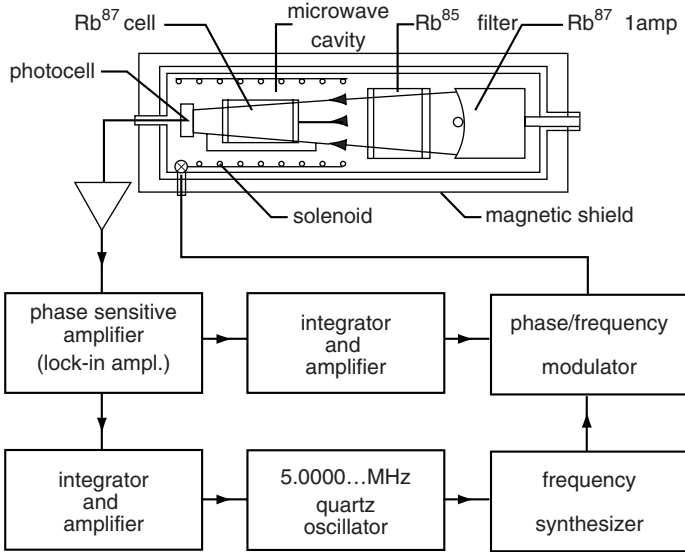 Rb87 cell
microwave
cavity
Rb85 filter
Rb87 1amp
photocell
solenoid
magnetic shield
phase sensitive
amplifier
(lock-in ampl.)
integrator
and
amplifier
phase/frequency
modulator
integrator
and
amplifier
5.0000...MHz
quartz
oscillator
frequency
synthesizer